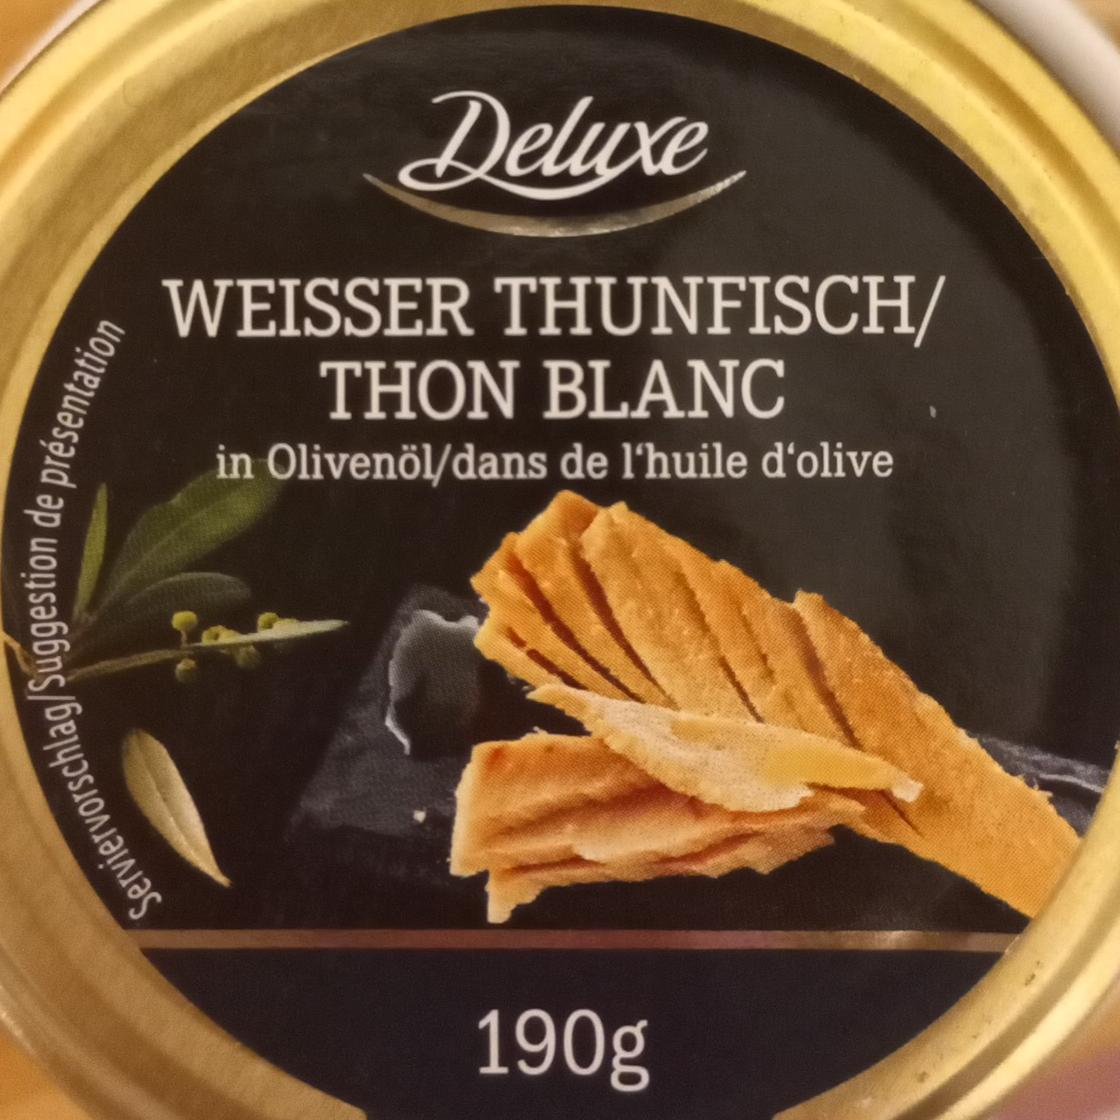 Deluxe
WEISSER THUNFISCH/
THON BLANC
in Olivenöl/dans de l‘huile d‘olive
Serviervorschlag/Suggestion de présentation
190g